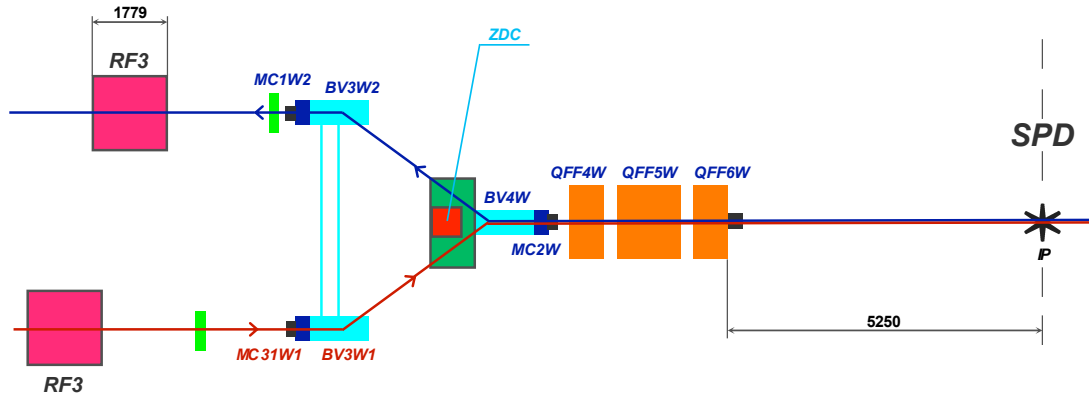 1779
ZDC
RF3
MC1W2
BV3W2
SPD
QFF4W
QFF5W
QFF6W
BV4W
MC2W
IP
5250
MC31W1
BV3W1
RF3